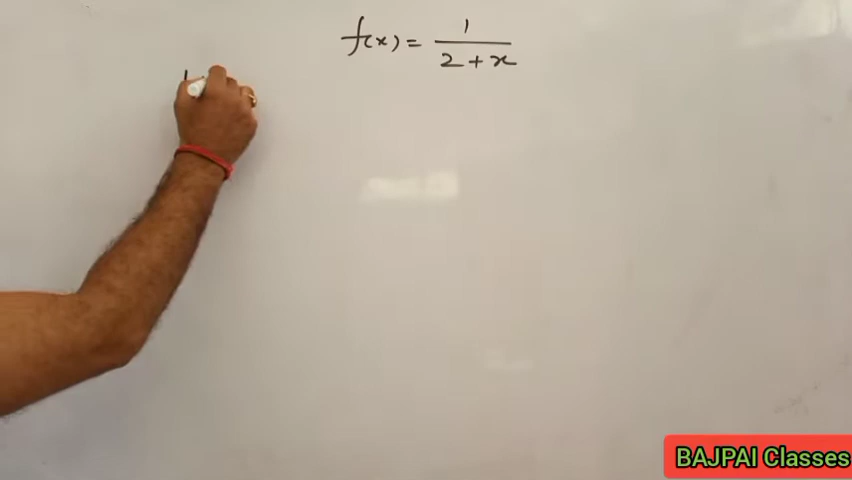 f(x) = 1 / (2 + x)
BAJPAI Classes